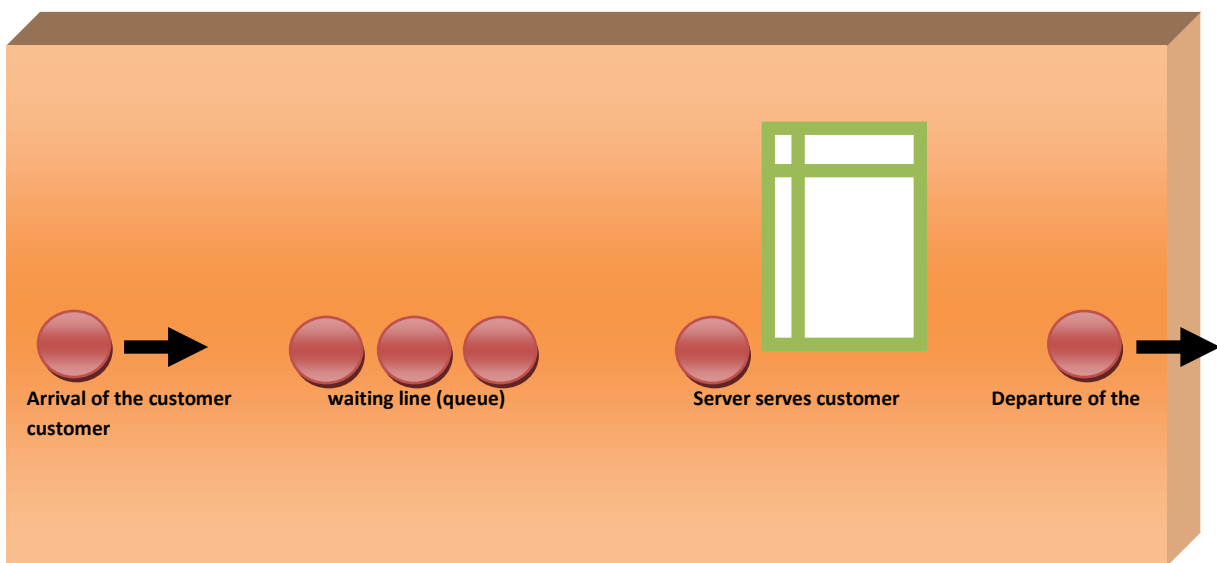 Arrival of the customer waiting line (queue) Server serves customer Departure of the
customer